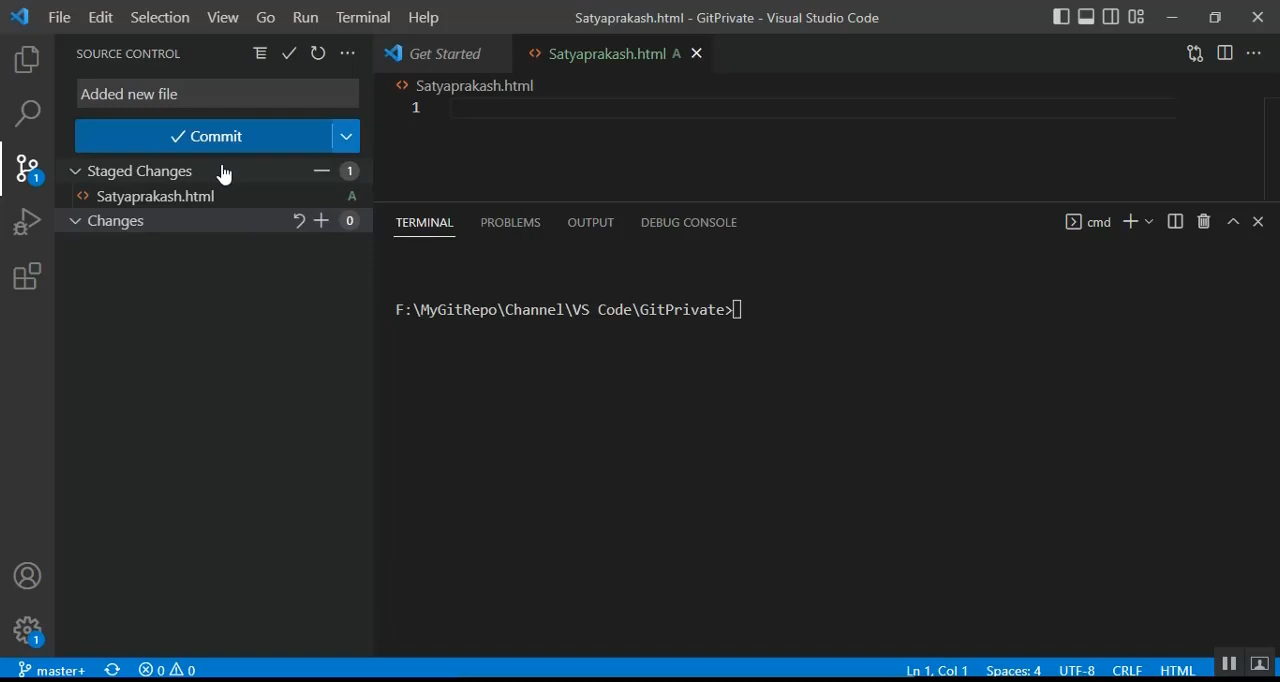 File Edit Selection View Go Run Terminal Help Satyaprakash.html - GitPrivate - Visual Studio Code
SOURCE CONTROL
Get Started Satyaprakash.html A
Added new file
Satyaprakash.html
1
Commit
Staged Changes 1
Satyaprakash.html A
Changes 0
1
TERMINAL PROBLEMS OUTPUT DEBUG CONSOLE cmd
F:\MyGitRepo\Channel\VS Code\GitPrivate>
1
master+ 0 0 Ln 1, Col 1 Spaces: 4 UTF-8 CRLF HTML